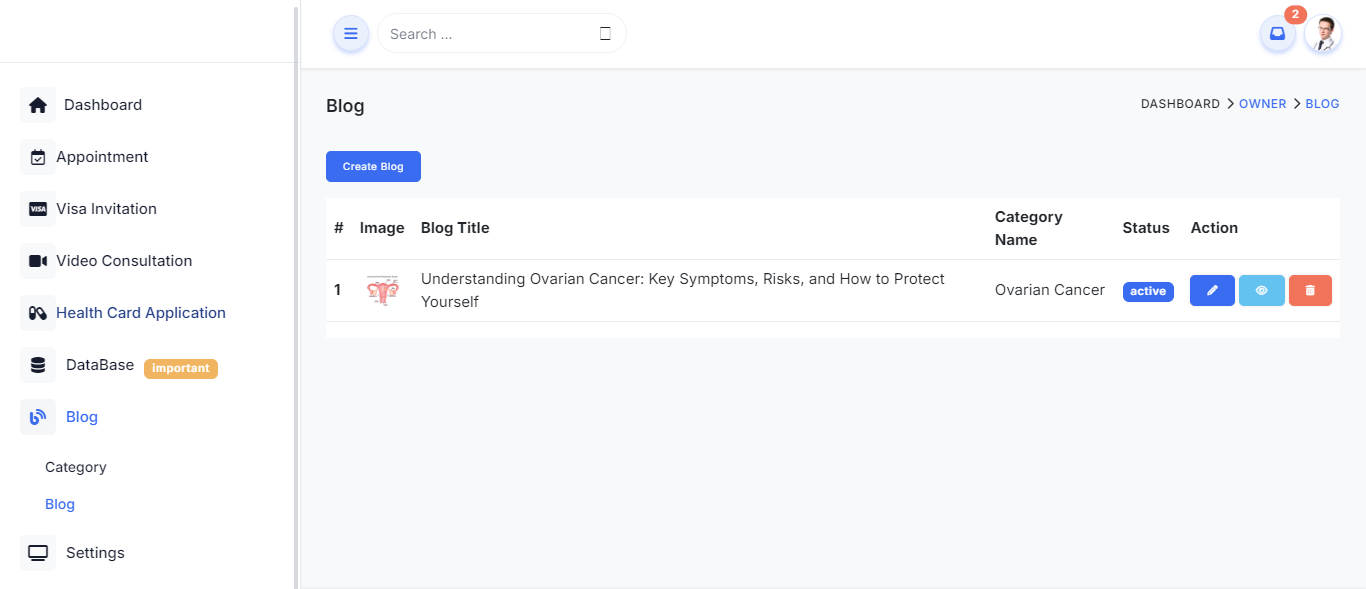 Search ...
2
Dashboard
Appointment
VISA Visa Invitation
Video Consultation
Health Card Application
DataBase important
Blog
Category
Blog
Settings
Blog
DASHBOARD > OWNER > BLOG
Create Blog
# Image Blog Title Category Name Status Action
1 Understanding Ovarian Cancer: Key Symptoms, Risks, and How to Protect
Yourself
Ovarian Cancer active